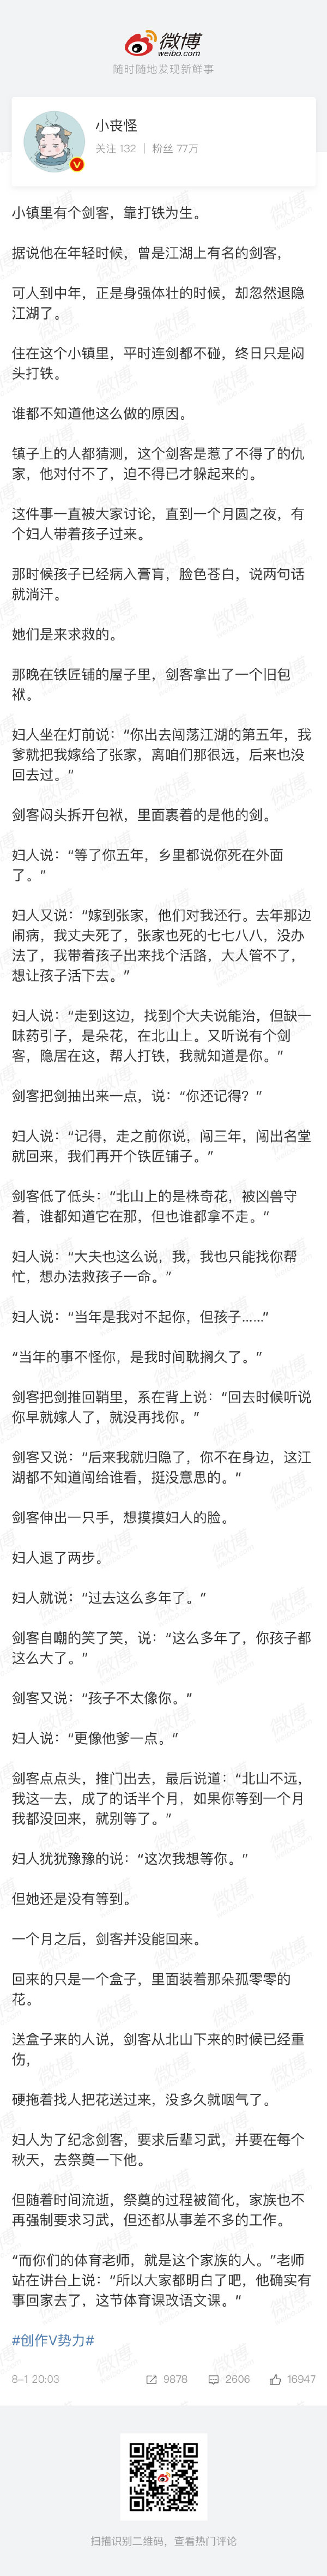 微博
weibo.com
随时随地发现新鲜事
小丧怪
关注 132 | 粉丝 77万
小镇里有个剑客，靠打铁为生。
据说他在年轻时候，曾是江湖上有名的剑客，
可人到中年，正是身强体壮的时候，却忽然退隐
江湖了。
住在这个小镇里，平时连剑都不碰，终日只是闷
头打铁。
谁都不知道他这么做的原因。
镇子上的人都猜测，这个剑客是惹了不得了的仇
家，他对付不了，迫不得已才躲起来的。
这件事一直被大家讨论，直到一个月圆之夜，有
个妇人带着孩子过来。
那时候孩子已经病入膏肓，脸色苍白，说两句话
就淌汗。
她们是来求救的。
那晚在铁匠铺的屋子里，剑客拿出了一个旧包
袱。
妇人坐在灯前说：“你出去闯荡江湖的第五年，我
爹就把我嫁给了张家，离咱们那很远，后来也没
回去过。”
剑客闷头拆开包袱，里面裹着的是他的剑。
妇人说：“等了你五年，乡里都说你死在外面
了。”
妇人又说：“嫁到张家，他们对我还行。去年那边
闹病，我丈夫死了，张家也死的七七八八，没办
法了，我带着孩子出来找个活路，大人管不了，
想让孩子活下去。”
妇人说：“走到这边，找到个大夫说能治，但缺一
味药引子，是朵花，在北山上。又听说有个剑
客，隐居在这，帮人打铁，我就知道是你。”
剑客把剑抽出来一点，说：“你还记得？”
妇人说：“记得，走之前你说，闯三年，闯出名堂
就回来，我们再开个铁匠铺子。”
剑客低了低头：“北山上的是株奇花，被凶兽守
着，谁都知道它在那，但也谁都拿不走。”
妇人说：“大夫也这么说，我，我也只能找你帮
忙，想办法救孩子一命。”
妇人说：“当年是我对不起你，但孩子……”
“当年的事不怪你，是我时间耽搁久了。”
剑客把剑推回鞘里，系在背上说：“回去时候听说
你早就嫁人了，就没再找你。”
剑客又说：“后来我就归隐了，你不在身边，这江
湖都不知道闯给谁看，挺没意思的。”
剑客伸出一只手，想摸摸妇人的脸。
妇人退了两步。
妇人就说：“过去这么多年了。”
剑客自嘲的笑了笑，说：“这么多年了，你孩子都
这么大了。”
剑客又说：“孩子不太像你。”
妇人说：“更像他爹一点。”
剑客点点头，推门出去，最后说道：“北山不远，
我这一去，成了的话半个月，如果你等到一个月
我都没回来，就别等了。”
妇人犹犹豫豫的说：“这次我想等你。”
但她还是没有等到。
一个月之后，剑客并没能回来。
回来的只是一个盒子，里面装着那朵孤零零的
花。
送盒子来的人说，剑客从北山下来的时候已经重
伤，
硬拖着找人把花送过来，没多久就咽气了。
妇人为了纪念剑客，要求后辈习武，并要在每个
秋天，去祭奠一下他。
但随着时间流逝，祭奠的过程被简化，家族也不
再强制要求习武，但还都从事差不多的工作。
“而你们的体育老师，就是这个家族的人。”老师
站在讲台上说：“所以大家都明白了吧，他确实有
事回家去了，这节体育课改语文课。”
#创作V势力#
8-1 20:03 9878 2606 16947
扫描识别二维码，查看热门评论